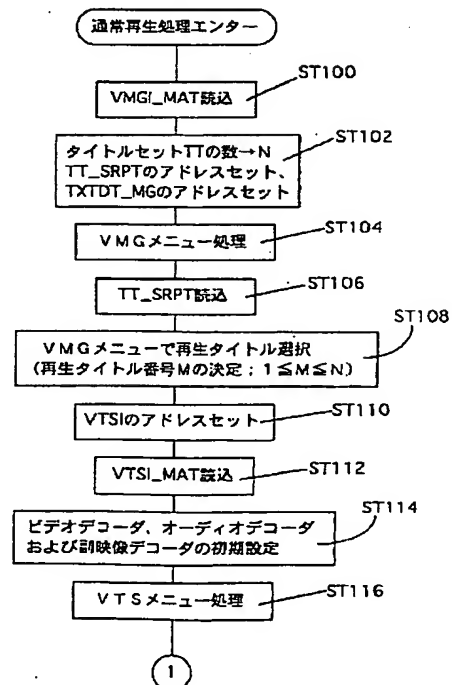 通常再生処理エンター
ST100
VMGI_MAT読込
ST102
タイトルセットTTの数→N
TT_SRPTのアドレスセット、
TXTDT_MGのアドレスセット
ST104
VMGメニュー処理
ST106
TT_SRPT読込
ST108
VMGメニューで再生タイトル選択
(再生タイトル番号Mの決定;1≦M≦N)
ST110
VTSIのアドレスセット
ST112
VTSI_MAT読込
ST114
ビデオデコーダ、オーディオデコーダ
および副映像デコーダの初期設定
ST116
VTSメニュー処理
1